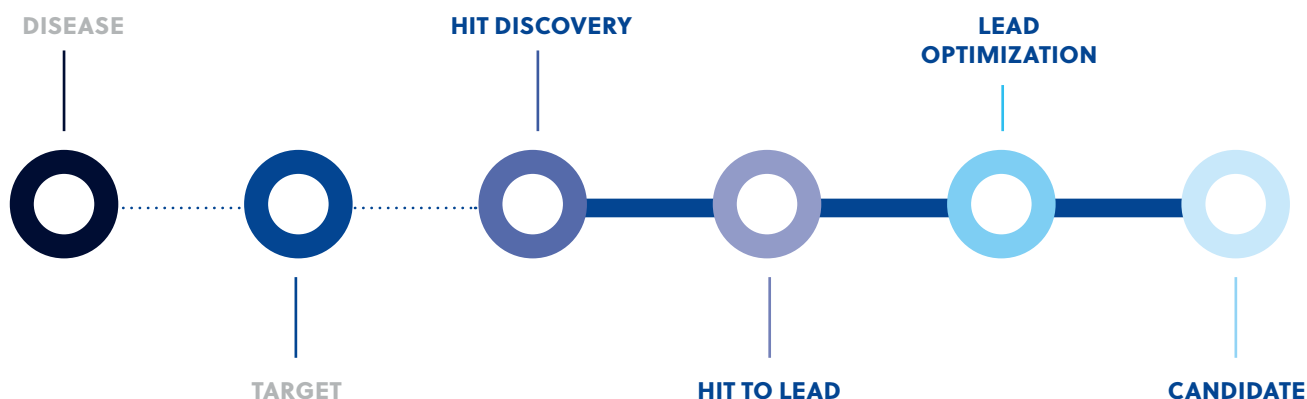 DISEASE
HIT DISCOVERY
LEAD
OPTIMIZATION
TARGET
HIT TO LEAD
CANDIDATE